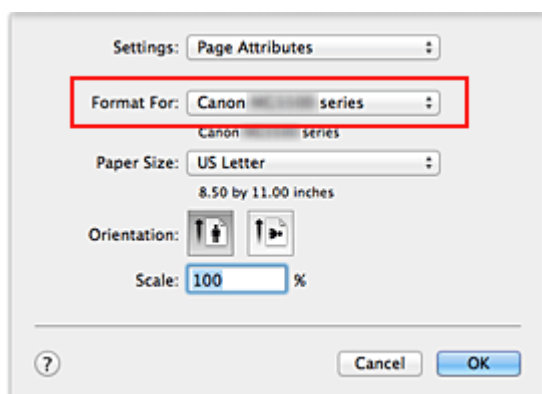 Settings: Page Attributes
Format For: Canon series
Canon series
Paper Size: US Letter
8.50 by 11.00 inches
Orientation:
Scale: 100 %
? Cancel OK